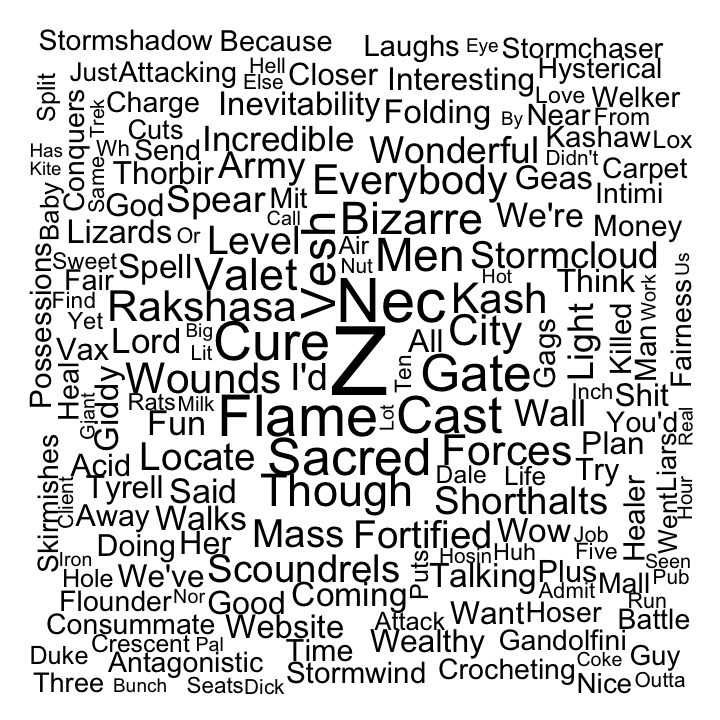 Stormshadow Because Laughs Eye Stormchaser
Split Just Attacking Hell Else Closer Interesting Hysterical
Conquers Trek Charge Inevitability Folding By Near From Love Welker
Has Kite Wh Cuts Send Incredible Wonderful Kashaw Lox
Same Thorbir Army Everybody Geas Didn't Carpet
Baby God Spear Mit Call Bizarre We're Intimi Money
Lizards Or Level Vesh Air Nut Men Stormcloud
Possessions Sweet Fair Spell Valet Hot Think Work Us
Find Yet Rakshasa Nec Kash Light Killed Man Fairness
Vax Lord Big Lit Cure Z All City Gags
Heal Giant Giddy Wounds I'd Ten Gate Inch Shit
Rats Milk Fun Flame Lot Cast Wall You'd Real
Skirmishes Acid Locate Sacred Forces Plan Liars
Client Tyrell Said Though Dale Life Try Hour
Away Walks Shorthalts Healer Went
Doing Her Mass Fortified Wow Job Five
Iron Hole We've Scoundrels Puts Hosin Huh Seen Pub
Flounder Nor Good Coming Talking Plus Admit Mall Run
Consummate Website Attack Want Hoser Battle
Duke Crescent Pal Time Wealthy Gandolfini
Antagonistic Stormwind Crocheting Coke Guy
Three Bunch Seats Dick Nice Outta